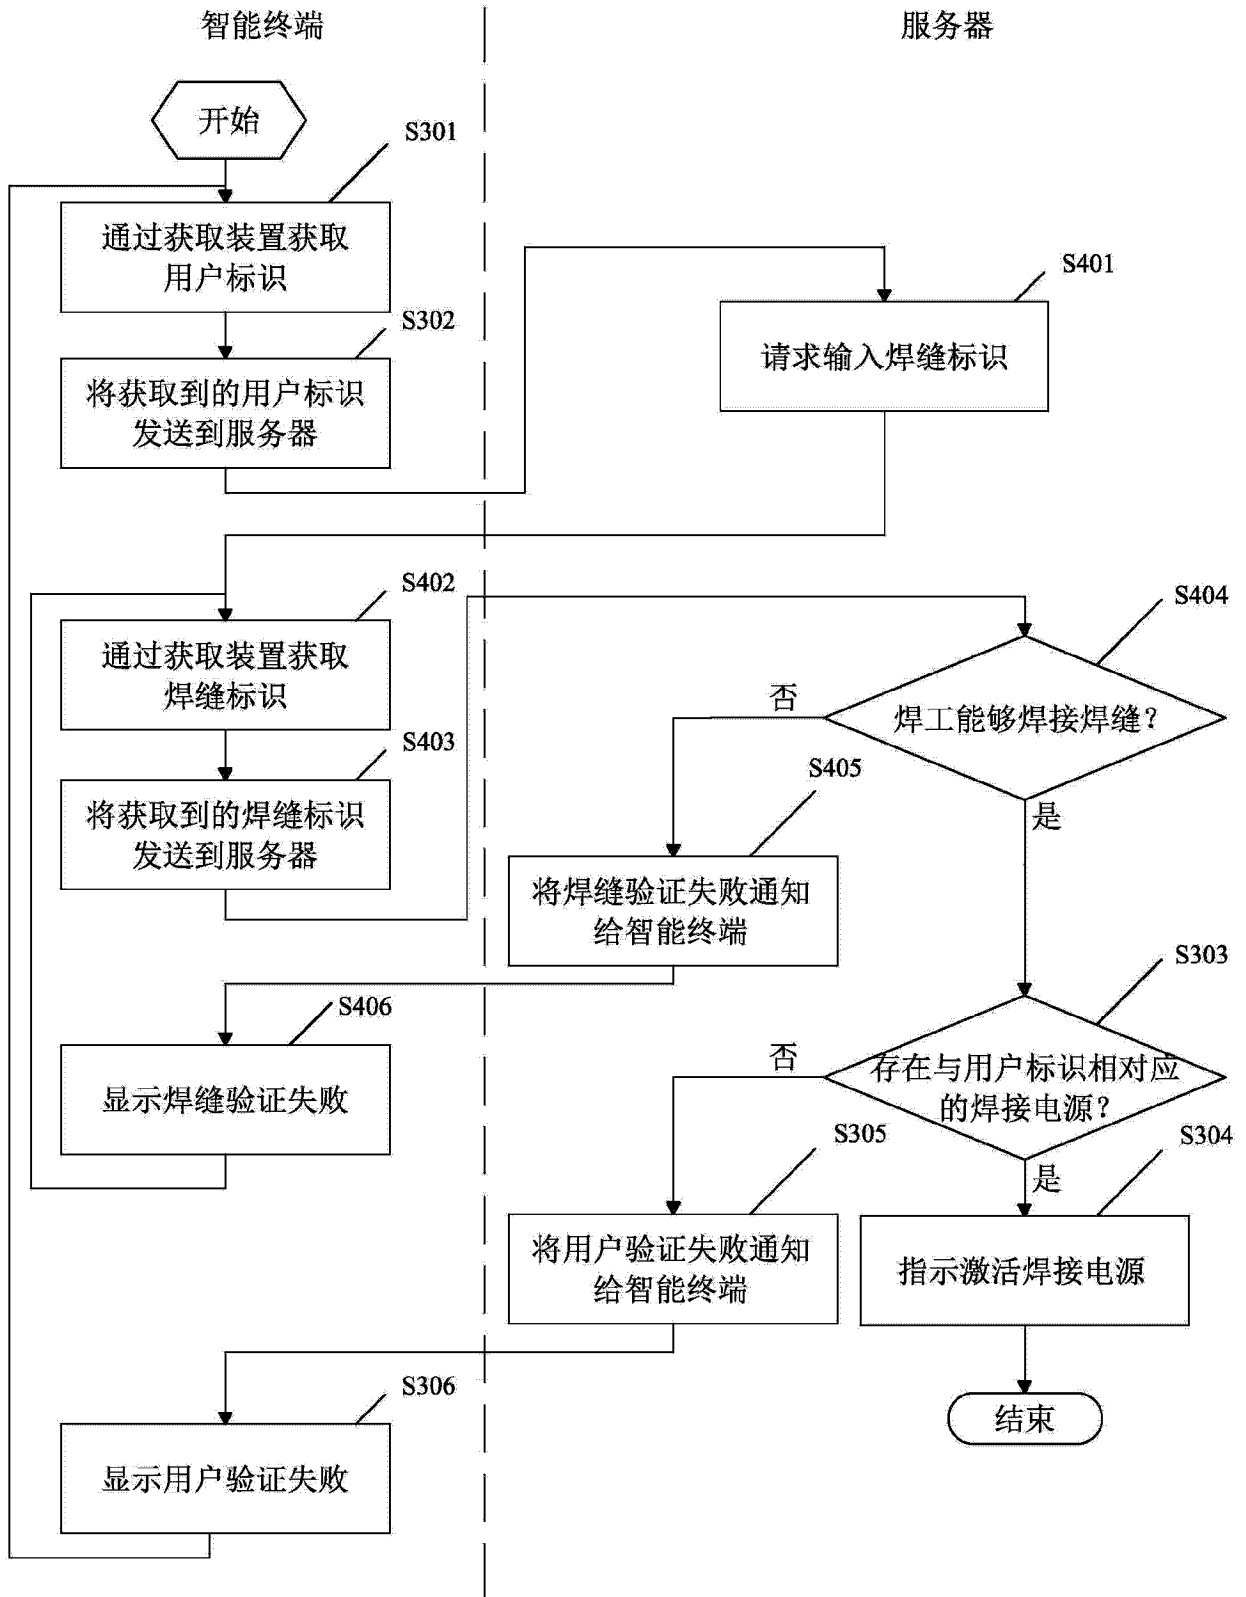 智能终端
服务器
开始
S301
通过获取装置获取
用户标识
S302
将获取到的用户标识
发送到服务器
S401
请求输入焊缝标识
S402
通过获取装置获取
焊缝标识
S403
将获取到的焊缝标识
发送到服务器
S404
焊工能够焊接焊缝?
否
是
S405
将焊缝验证失败通知
给智能终端
S406
显示焊缝验证失败
S303
存在与用户标识相对应
的焊接电源?
否
是
S305
将用户验证失败通知
给智能终端
S304
指示激活焊接电源
S306
显示用户验证失败
结束